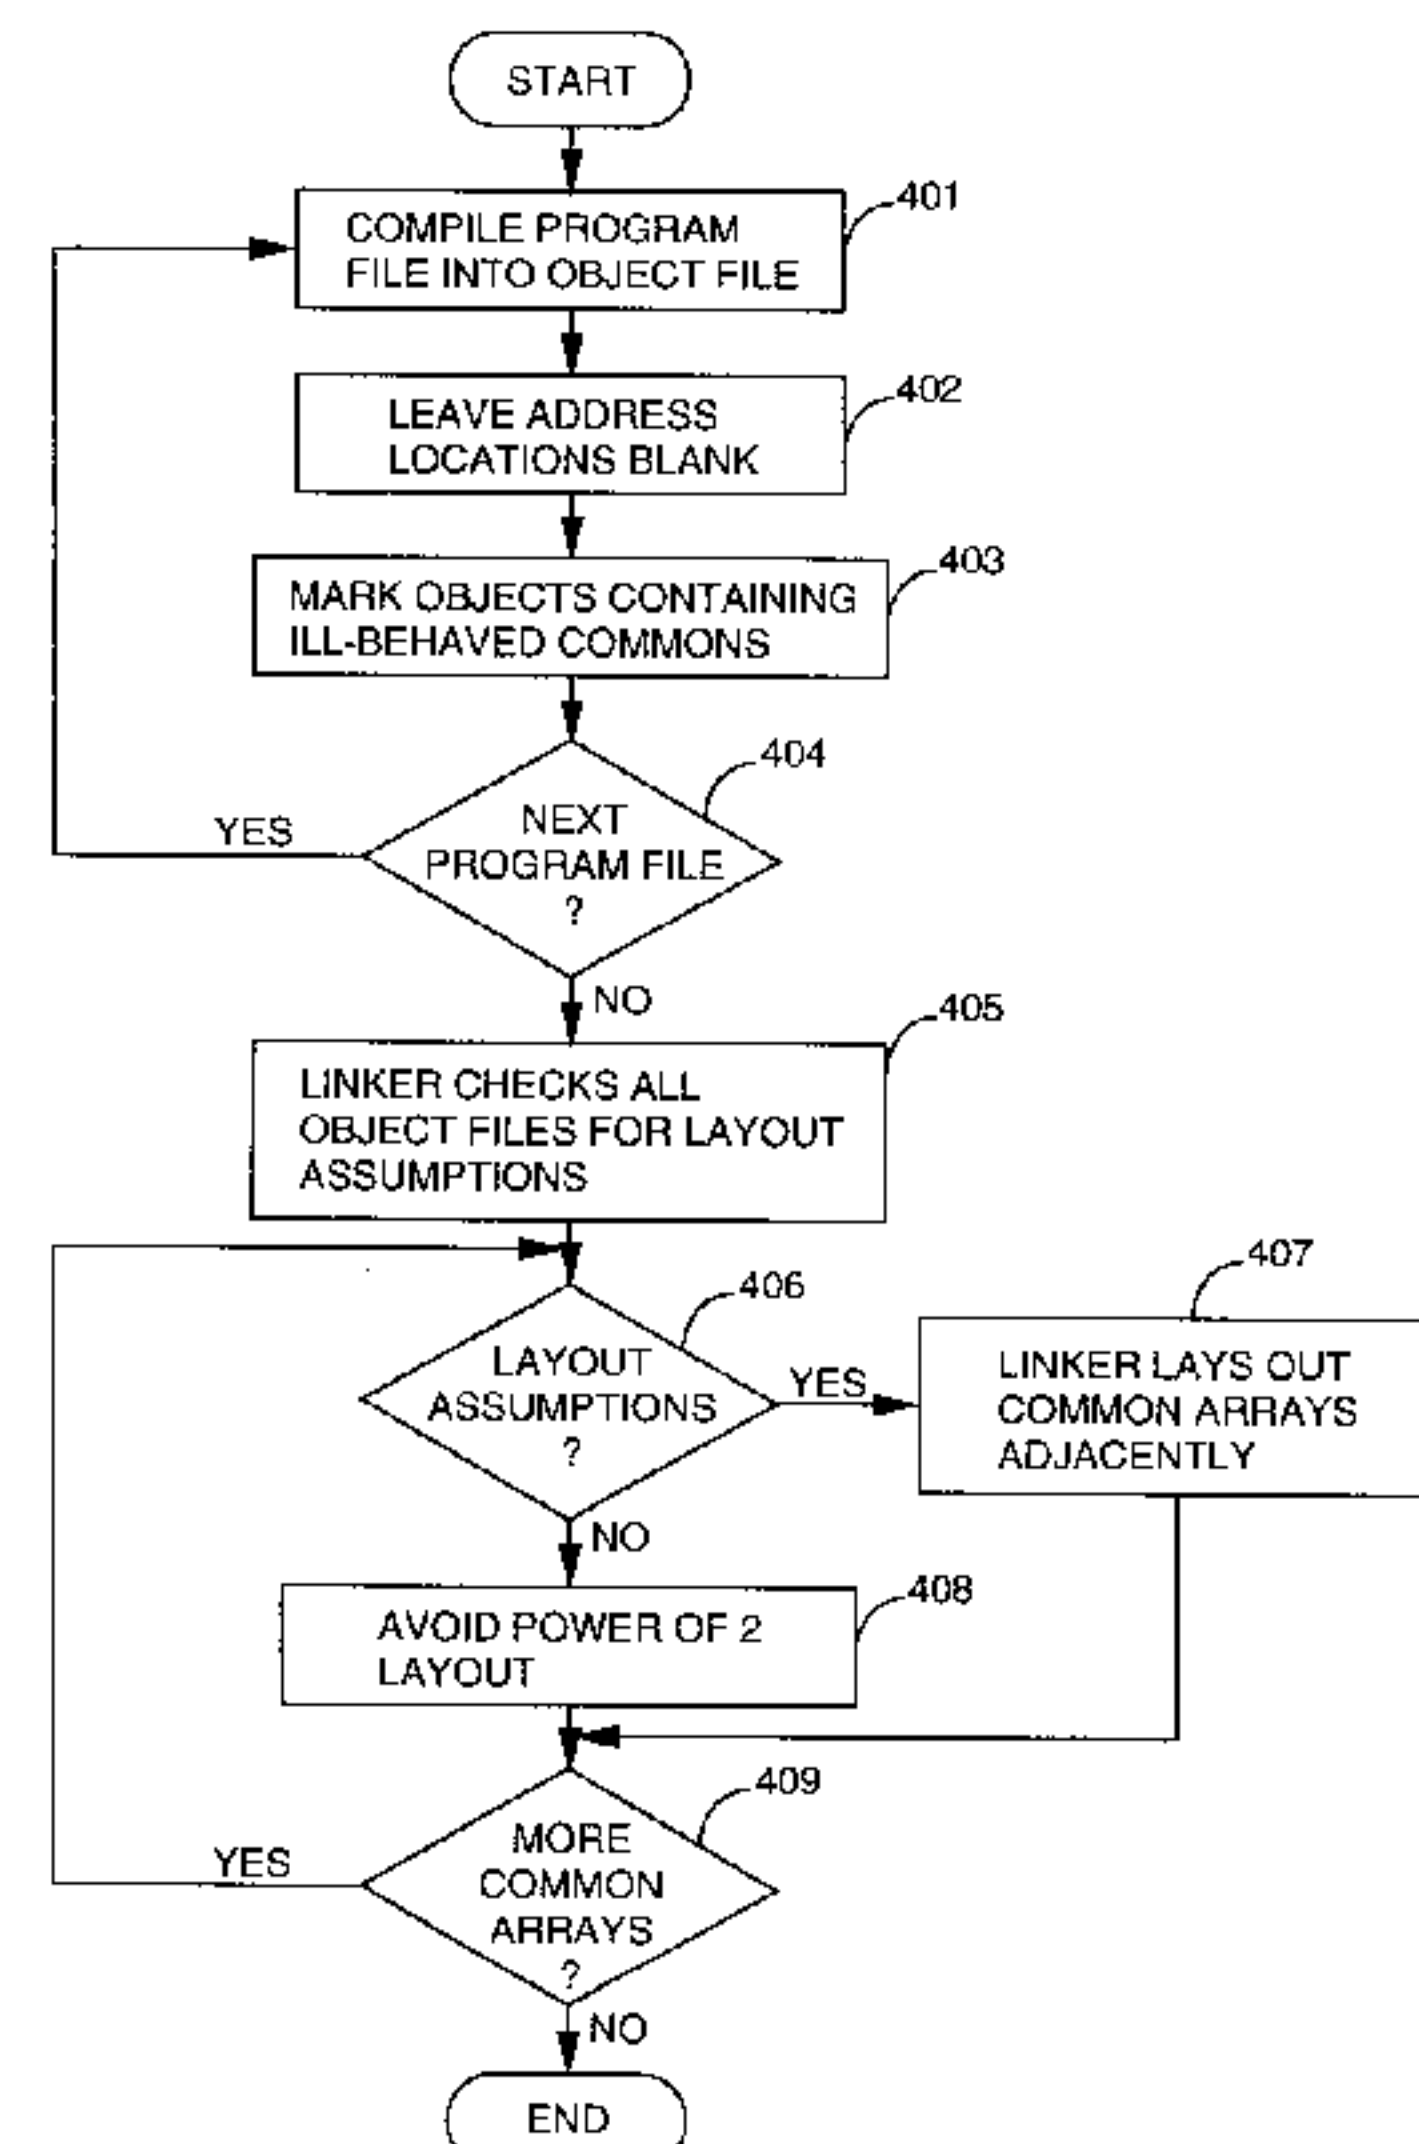 START
401
COMPILE PROGRAM
FILE INTO OBJECT FILE
402
LEAVE ADDRESS
LOCATIONS BLANK
403
MARK OBJECTS CONTAINING
ILL-BEHAVED COMMONS
404
NEXT
PROGRAM FILE
?
YES
NO
405
LINKER CHECKS ALL
OBJECT FILES FOR LAYOUT
ASSUMPTIONS
406
LAYOUT
ASSUMPTIONS
?
YES
407
LINKER LAYS OUT
COMMON ARRAYS
ADJACENTLY
NO
408
AVOID POWER OF 2
LAYOUT
409
MORE
COMMON
ARRAYS
?
YES
NO
END